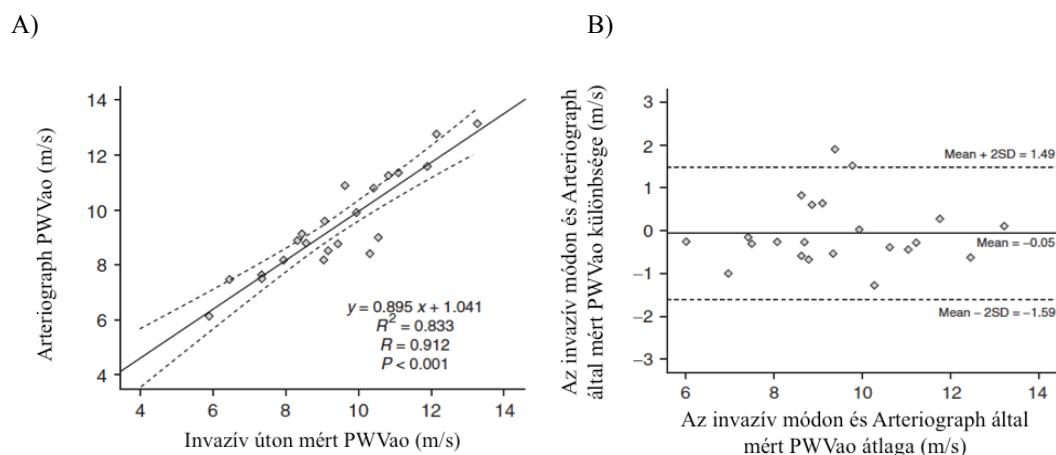 A)
Arteriograph PWVao (m/s)
14
12
10
8
6
4
y = 0.895 x + 1.041
R² = 0.833
R = 0.912
P < 0.001
4 6 8 10 12 14
Invazív úton mért PWVao (m/s)
B)
Az invazív módon és Arteriograph
által mért PWVao különbsége (m/s)
3
2
1
0
−1
−2
−3
Mean + 2SD = 1.49
Mean = −0.05
Mean − 2SD = −1.59
6 8 10 12 14
Az invazív módon és Arteriograph által
mért PWVao átlaga (m/s)